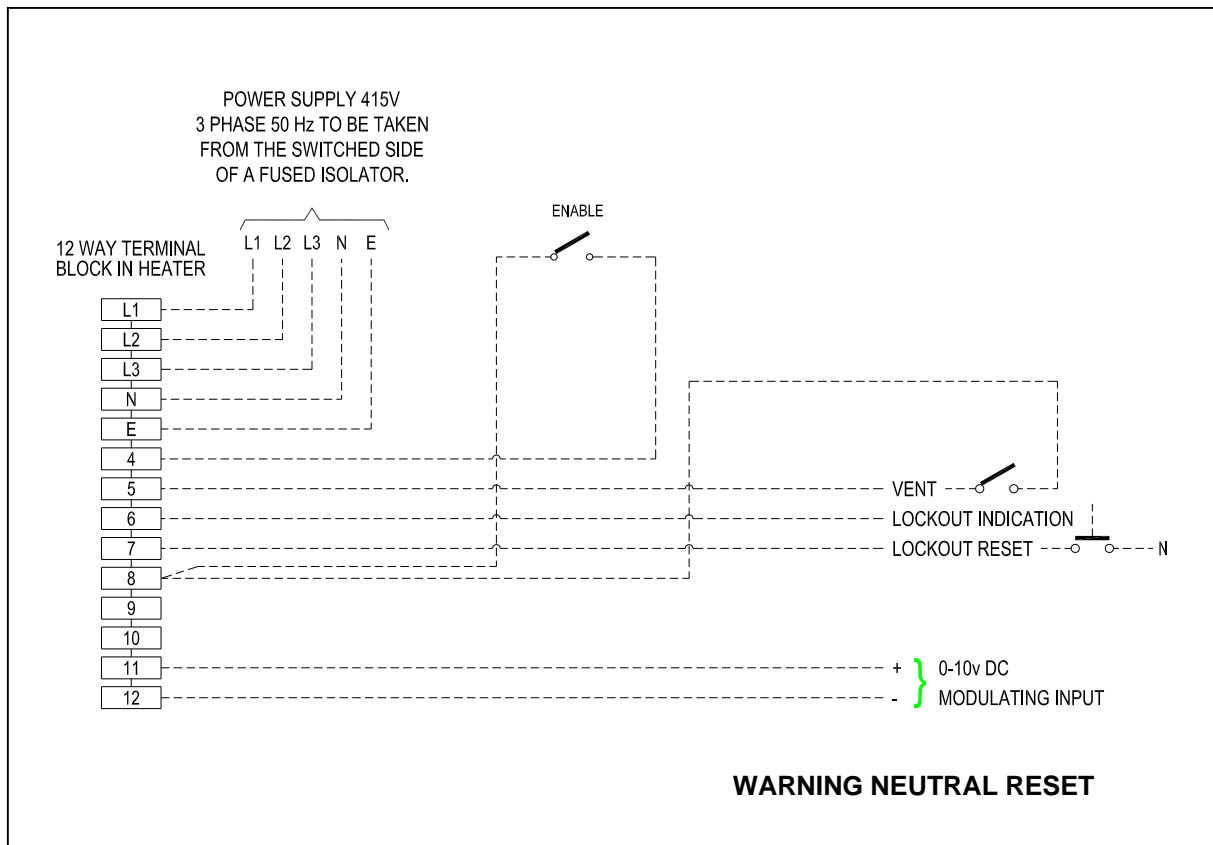 POWER SUPPLY 415V
3 PHASE 50 Hz TO BE TAKEN
FROM THE SWITCHED SIDE
OF A FUSED ISOLATOR.
ENABLE
L1 L2 L3 N E
12 WAY TERMINAL
BLOCK IN HEATER
L1
L2
L3
N
E
4
5
VENT
6
LOCKOUT INDICATION
7
LOCKOUT RESET
N
8
9
10
11
+ 0-10v DC
12
- MODULATING INPUT
WARNING NEUTRAL RESET